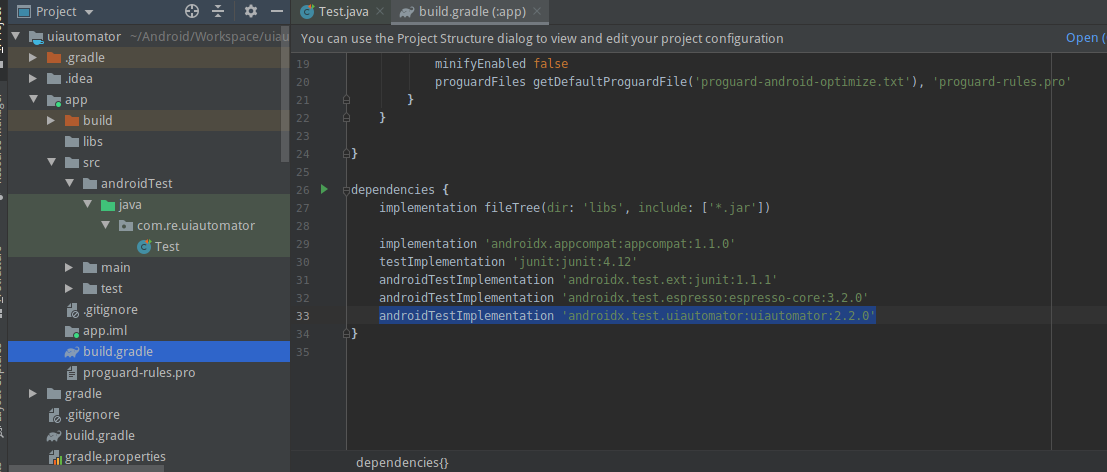 Project
Test.java
build.gradle (:app)
You can use the Project Structure dialog to view and edit your project configuration
Open (
uiautomator ~/Android/Workspace/uiau
.gradle
.idea
app
build
libs
src
androidTest
java
com.re.uiautomator
Test
main
test
.gitignore
app.iml
build.gradle
proguard-rules.pro
gradle
.gitignore
build.gradle
gradle.properties
19 minifyEnabled false
20 proguardFiles getDefaultProguardFile('proguard-android-optimize.txt'), 'proguard-rules.pro'
21 }
22 }
23
24 }
25
26 dependencies {
27 implementation fileTree(dir: 'libs', include: ['*.jar'])
28
29 implementation 'androidx.appcompat:appcompat:1.1.0'
30 testImplementation 'junit:junit:4.12'
31 androidTestImplementation 'androidx.test.ext:junit:1.1.1'
32 androidTestImplementation 'androidx.test.espresso:espresso-core:3.2.0'
33 androidTestImplementation 'androidx.test.uiautomator:uiautomator:2.2.0'
34 }
35
dependencies{}